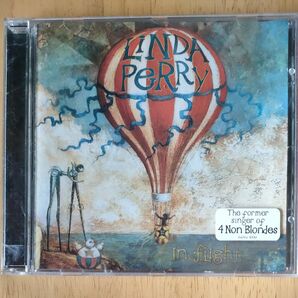 LINDA
PERRY
The former
singer of
4 Non Blondes
in flight